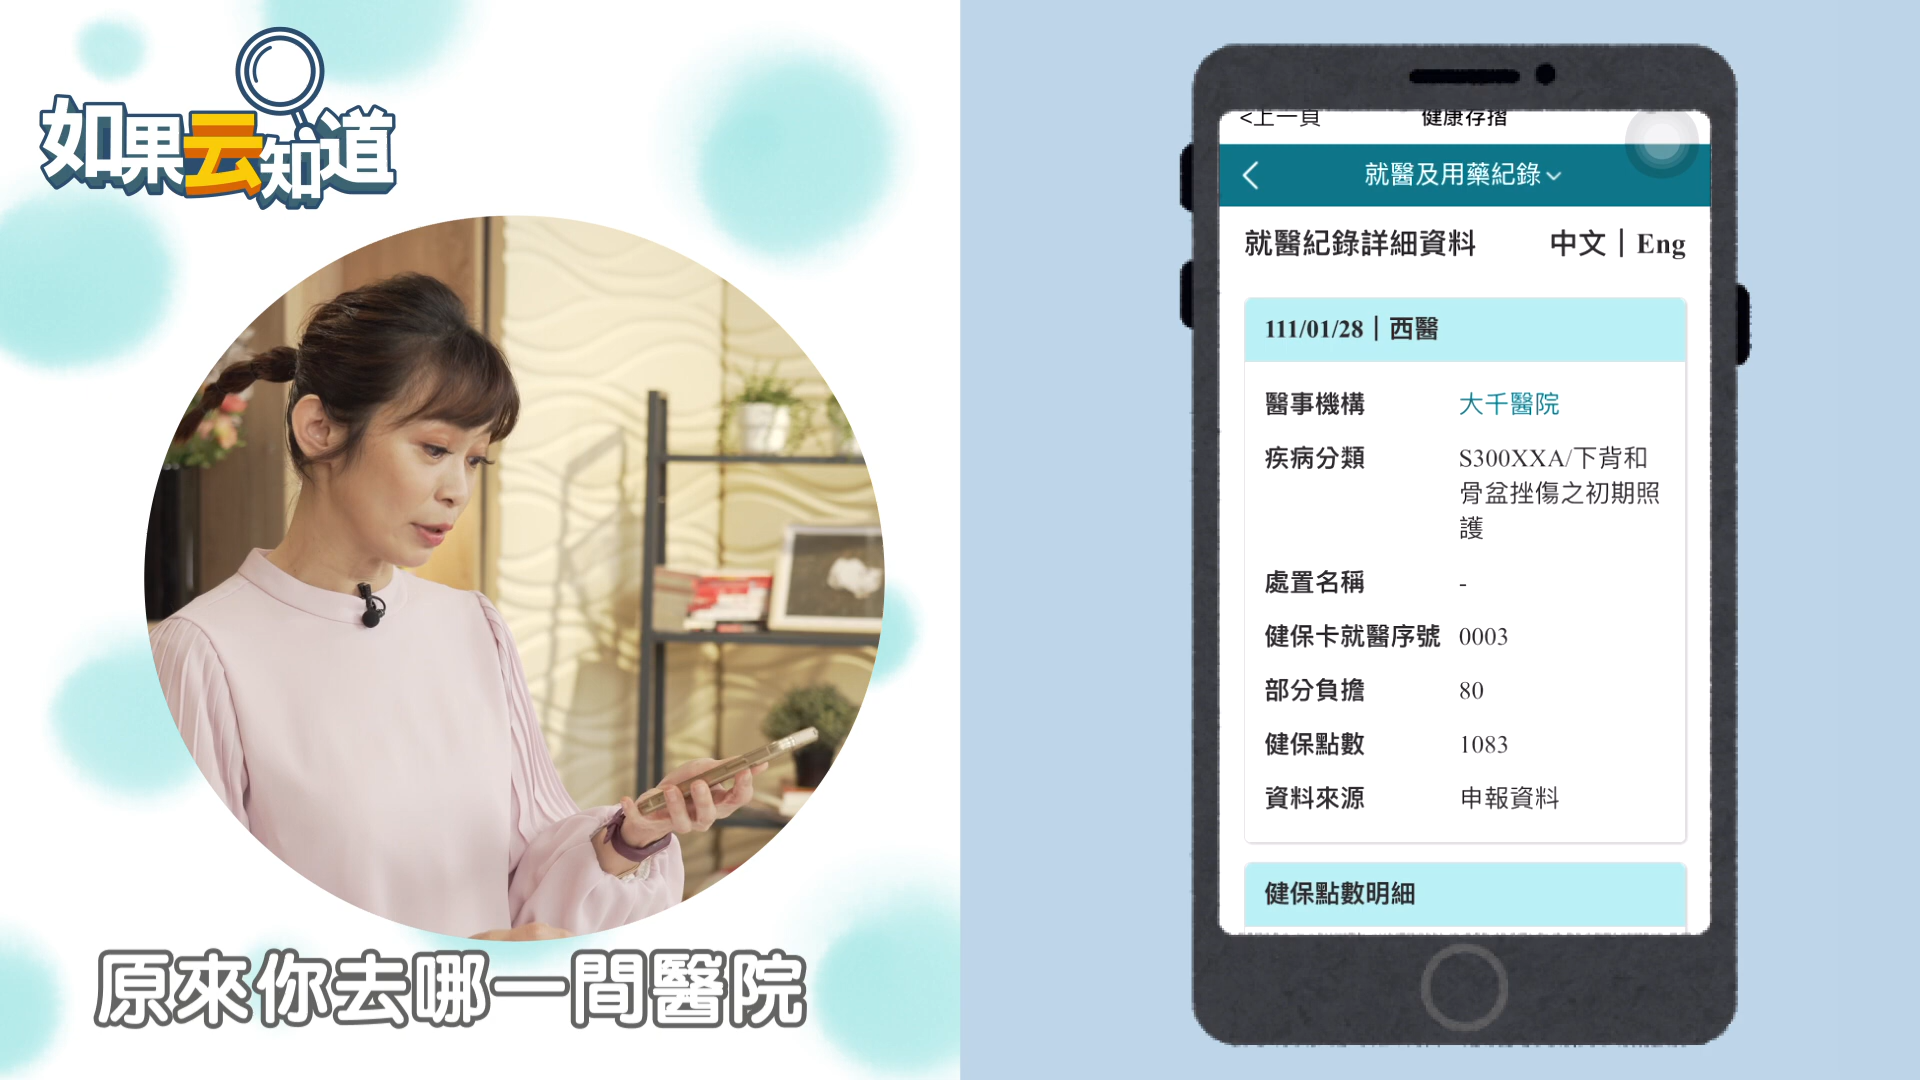 如果云知道
原來你去哪一間醫院
<上一頁 健康存摺
就醫及用藥紀錄
就醫紀錄詳細資料 中文｜Eng
111/01/28｜西醫
醫事機構 大千醫院
疾病分類 S300XXA/下背和
骨盆挫傷之初期照
護
處置名稱 -
健保卡就醫序號 0003
部分負擔 80
健保點數 1083
資料來源 申報資料
健保點數明細